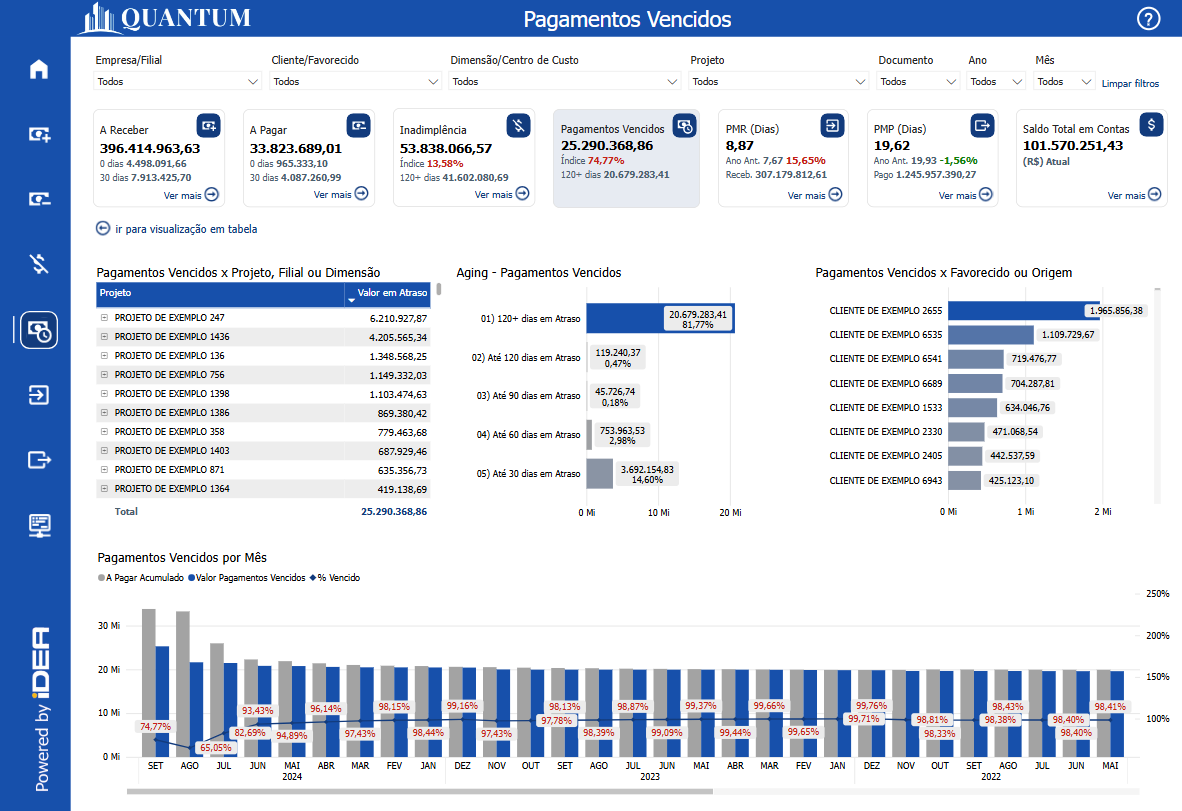 QUANTUM
Pagamentos Vencidos
?
Empresa/Filial Cliente/Favorecido Dimensão/Centro de Custo Projeto Documento Ano Mês
Todos Todos Todos Todos Todos Todos Todos Limpar filtros
A Receber
396.414.963,63
0 dias 4.498.091,66
30 dias 7.913.425,70
Ver mais
A Pagar
33.823.689,01
0 dias 965.333,10
30 dias 4.087.260,99
Ver mais
Inadimplência
53.838.066,57
Índice 13,58%
120+ dias 41.602.080,69
Ver mais
Pagamentos Vencidos
25.290.368,86
Índice 74,77%
120+ dias 20.679.283,41
PMR (Dias)
8,87
Ano Ant. 7,67 15,65%
Receb. 307.179.812,61
Ver mais
PMP (Dias)
19,62
Ano Ant. 19,93 -1,56%
Pago 1.245.957.390,27
Ver mais
Saldo Total em Contas
$
101.570.251,43
(R$) Atual
Ver mais
ir para visualização em tabela
Pagamentos Vencidos x Projeto, Filial ou Dimensão
Projeto Valor em Atraso
PROJETO DE EXEMPLO 247 6.210.927,87
PROJETO DE EXEMPLO 1436 4.205.565,34
PROJETO DE EXEMPLO 136 1.348.568,25
PROJETO DE EXEMPLO 756 1.149.332,03
PROJETO DE EXEMPLO 1398 1.103.474,63
PROJETO DE EXEMPLO 1386 869.380,42
PROJETO DE EXEMPLO 358 779.463,68
PROJETO DE EXEMPLO 1403 687.929,46
PROJETO DE EXEMPLO 871 635.356,73
PROJETO DE EXEMPLO 1364 419.138,69
Total 25.290.368,86
Aging - Pagamentos Vencidos
01) 120+ dias em Atraso 20.679.283,41
81,77%
02) Até 120 dias em Atraso 119.240,37
0,47%
03) Até 90 dias em Atraso 45.726,74
0,18%
04) Até 60 dias em Atraso 753.963,53
2,98%
05) Até 30 dias em Atraso 3.692.154,83
14,60%
0 Mi 10 Mi 20 Mi
Pagamentos Vencidos x Favorecido ou Origem
CLIENTE DE EXEMPLO 2655 1.965.856,38
CLIENTE DE EXEMPLO 6535 1.109.729,67
CLIENTE DE EXEMPLO 6541 719.476,77
CLIENTE DE EXEMPLO 6689 704.287,81
CLIENTE DE EXEMPLO 1533 634.046,76
CLIENTE DE EXEMPLO 2330 471.068,54
CLIENTE DE EXEMPLO 2405 442.537,59
CLIENTE DE EXEMPLO 6943 425.123,10
0 Mi 1 Mi 2 Mi
Pagamentos Vencidos por Mês
A Pagar Acumulado Valor Pagamentos Vencidos % Vencido
250%
30 Mi 200%
20 Mi 150%
10 Mi 100%
0 Mi
74,77% 65,05% 82,69% 93,43% 94,89% 96,14% 97,43% 98,15% 98,44% 99,16% 97,43% 97,78% 98,13% 98,39% 98,87% 99,09% 99,37% 99,44% 99,66% 99,65% 99,71% 99,76% 98,81% 98,33% 98,38% 98,43% 98,40% 98,40% 98,41%
SET AGO JUL JUN MAI ABR MAR FEV JAN DEZ NOV OUT SET AGO JUL JUN MAI ABR MAR FEV JAN DEZ NOV OUT SET AGO JUL JUN MAI
2024 2023 2022
Powered by iDEA